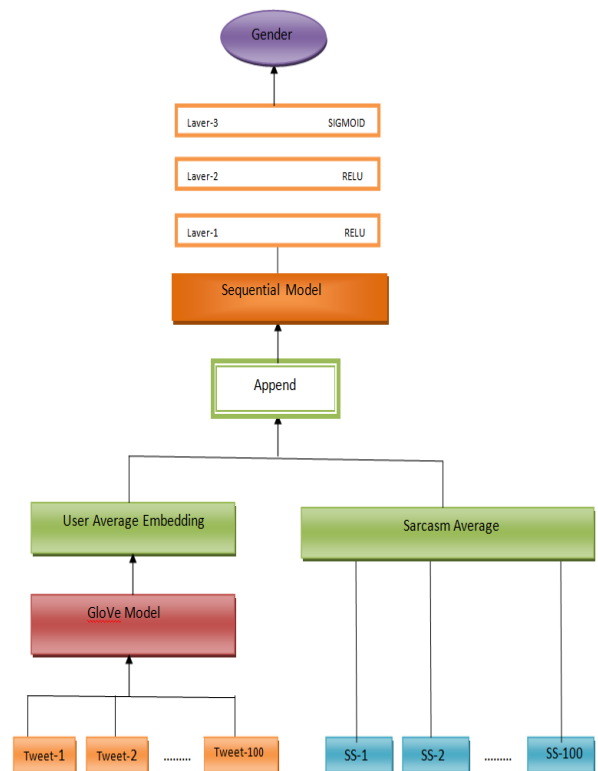 Gender
Laver-3 SIGMOID
Laver-2 RELU
Laver-1 RELU
Sequential Model
Append
User Average Embedding
Sarcasm Average
GloVe Model
Tweet-1 Tweet-2 ......... Tweet-100 SS-1 SS-2 ......... SS-100